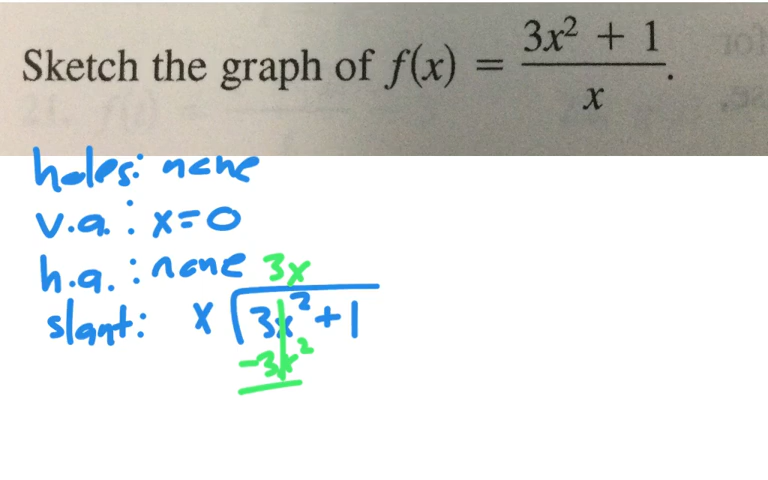 Sketch the graph of f(x) = (3x² + 1)/x.
holes: none
v.a.: x=0
h.a.: none
3x
slant: x 3x²+1
-3x²